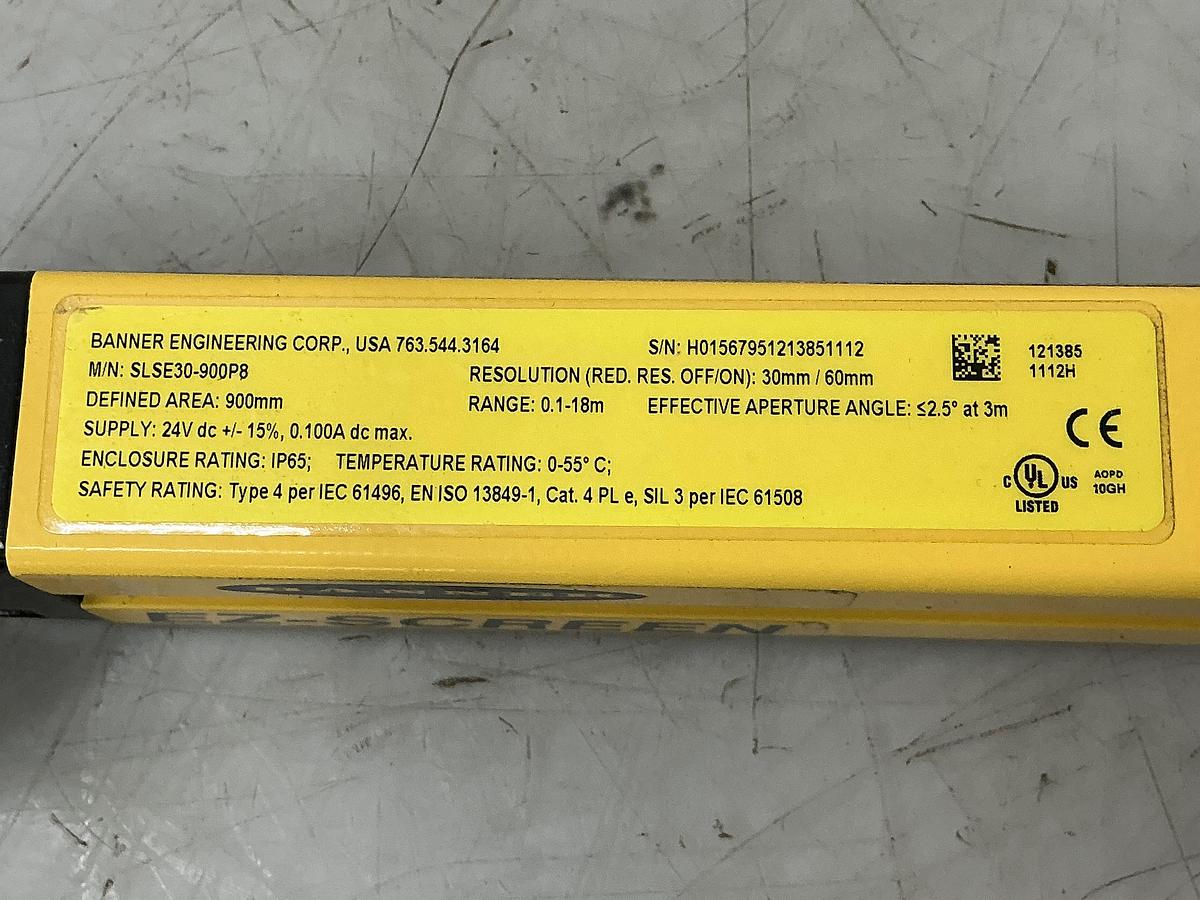 BANNER ENGINEERING CORP., USA 763.544.3164 S/N: H01567951213851112
121385
1112H
M/N: SLSE30-900P8 RESOLUTION (RED. RES. OFF/ON): 30mm / 60mm
DEFINED AREA: 900mm RANGE: 0.1-18m EFFECTIVE APERTURE ANGLE: ≤2.5° at 3m
SUPPLY: 24V dc +/- 15%, 0.100A dc max.
ENCLOSURE RATING: IP65; TEMPERATURE RATING: 0-55° C;
SAFETY RATING: Type 4 per IEC 61496, EN ISO 13849-1, Cat. 4 PL e, SIL 3 per IEC 61508
CE
C UL US
LISTED
AOPD
10GH
BANNER
EZ-SCREEN